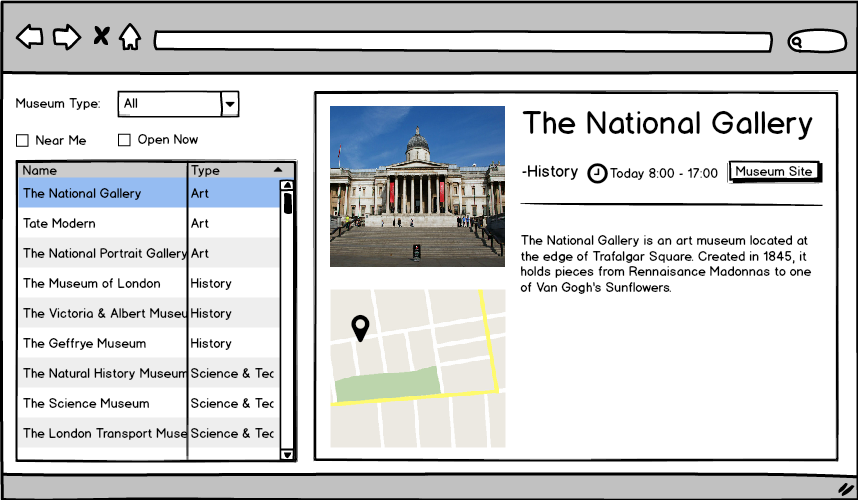 Museum Type: All
Near Me Open Now
Name Type
The National Gallery Art
Tate Modern Art
The National Portrait Gallery Art
The Museum of London History
The Victoria & Albert Museu History
The Geffrye Museum History
The Natural History Museum Science & Tec
The Science Museum Science & Tec
The London Transport Muse Science & Tec
The National Gallery
-History Today 8:00 - 17:00 Museum Site
The National Gallery is an art museum located at
the edge of Trafalgar Square. Created in 1845, it
holds pieces from Rennaisance Madonnas to one
of Van Gogh's Sunflowers.